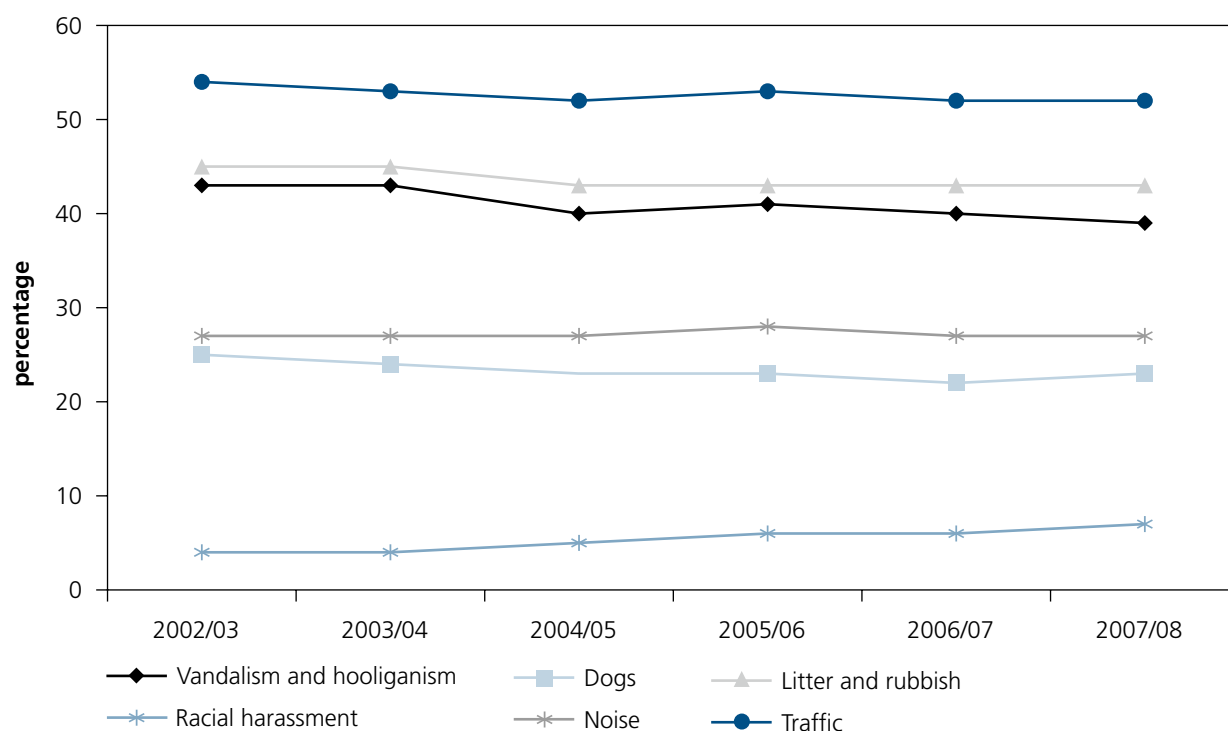 60
50
40
30
20
10
0
percentage
2002/03 2003/04 2004/05 2005/06 2006/07 2007/08
Vandalism and hooliganism Dogs Litter and rubbish
Racial harassment Noise Traffic